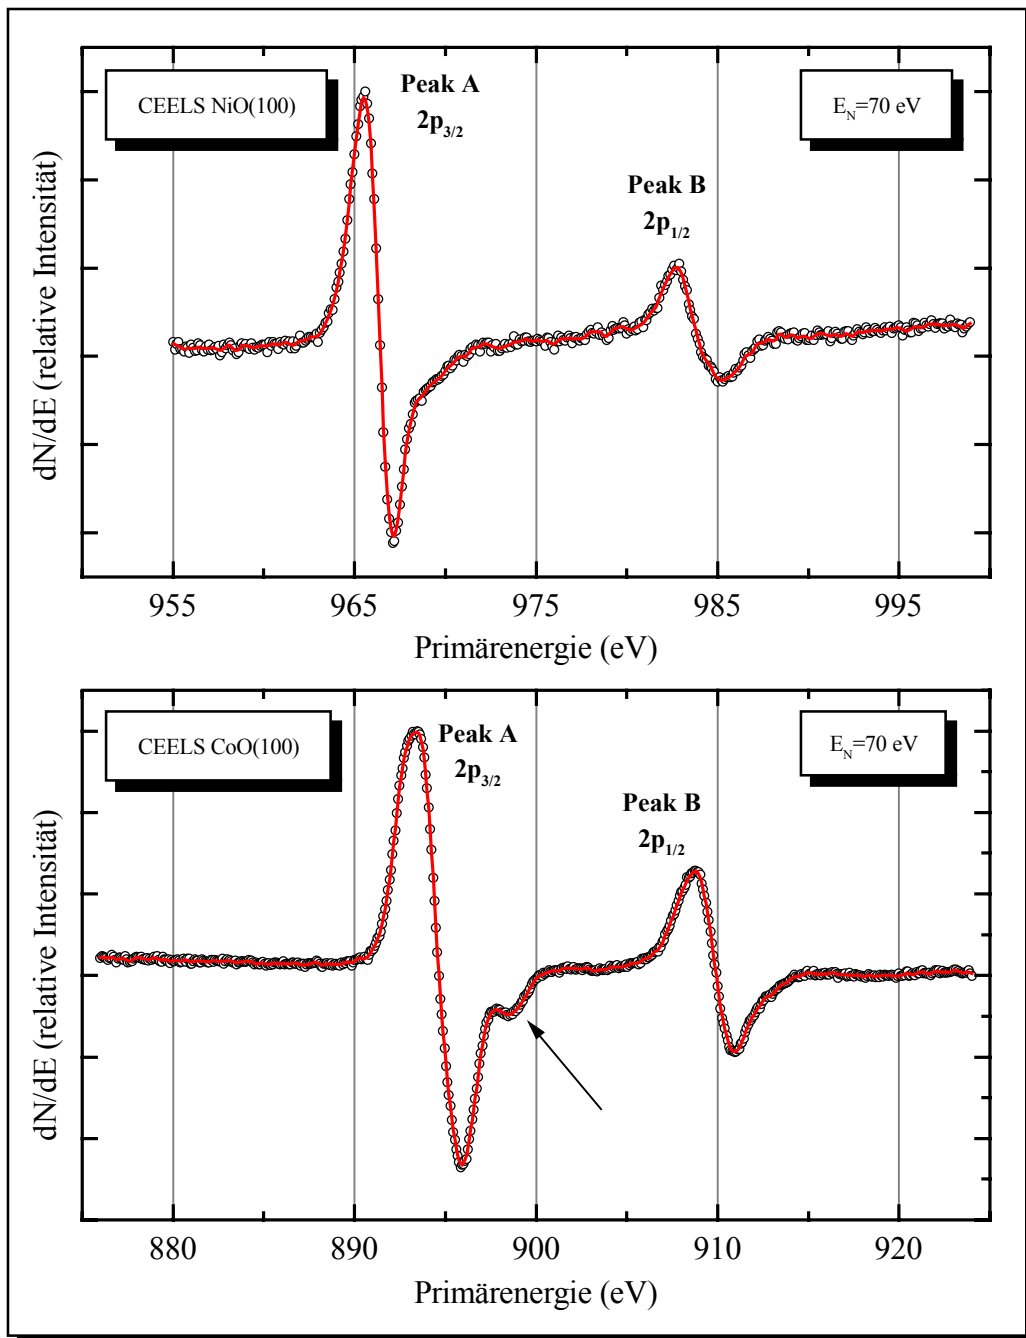 CEELS NiO(100)
Peak A
2p3/2
E_N=70 eV
Peak B
2p1/2
dN/dE (relative Intensität)
955 965 975 985 995
Primärenergie (eV)
CEELS CoO(100)
Peak A
2p3/2
E_N=70 eV
Peak B
2p1/2
dN/dE (relative Intensität)
880 890 900 910 920
Primärenergie (eV)